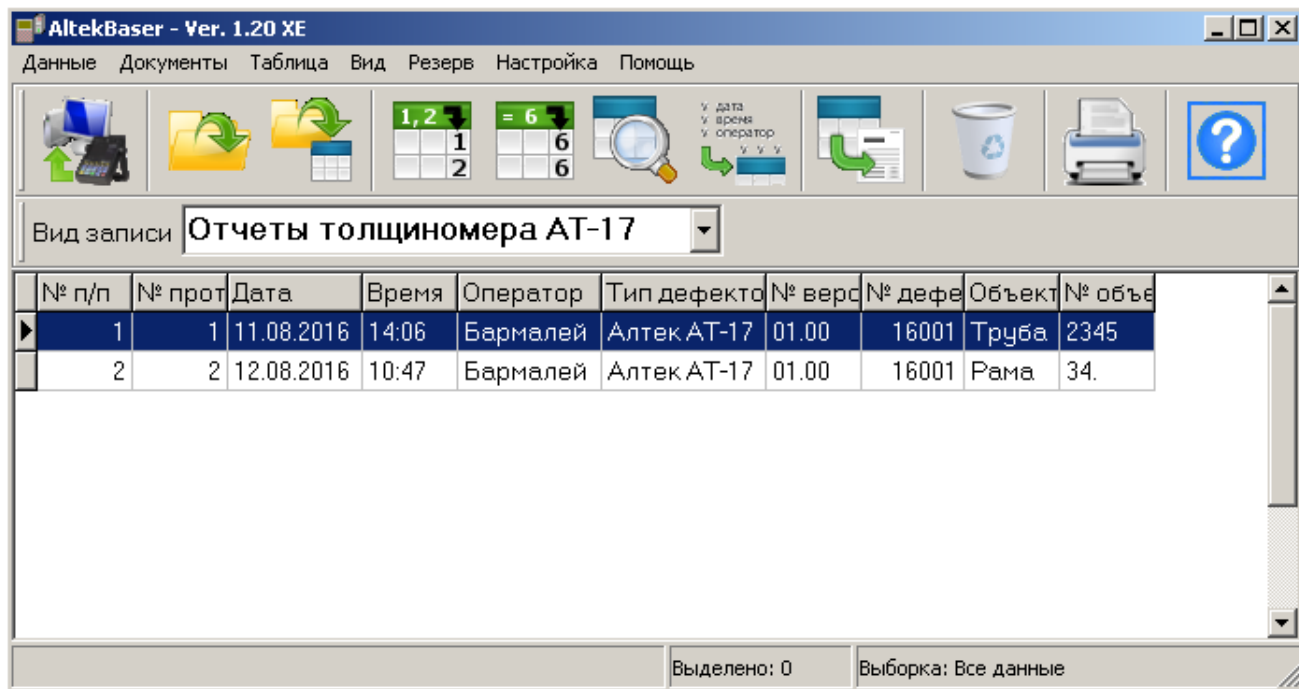 AltekBaser - Ver. 1.20 XE
Данные Документы Таблица Вид Резерв Настройка Помощь
1,2 1 2
= 6 6 6
v дата
v время
v оператор
v v v
?
Вид записи Отчеты толщиномера АТ-17
№ п/п № прот Дата Время Оператор Тип дефекто № верс № дефе Объект № объе
1 1 11.08.2016 14:06 Бармалей Алтек АТ-17 01.00 16001 Труба 2345
2 2 12.08.2016 10:47 Бармалей Алтек АТ-17 01.00 16001 Рама 34.
Выделено: 0 Выборка: Все данные